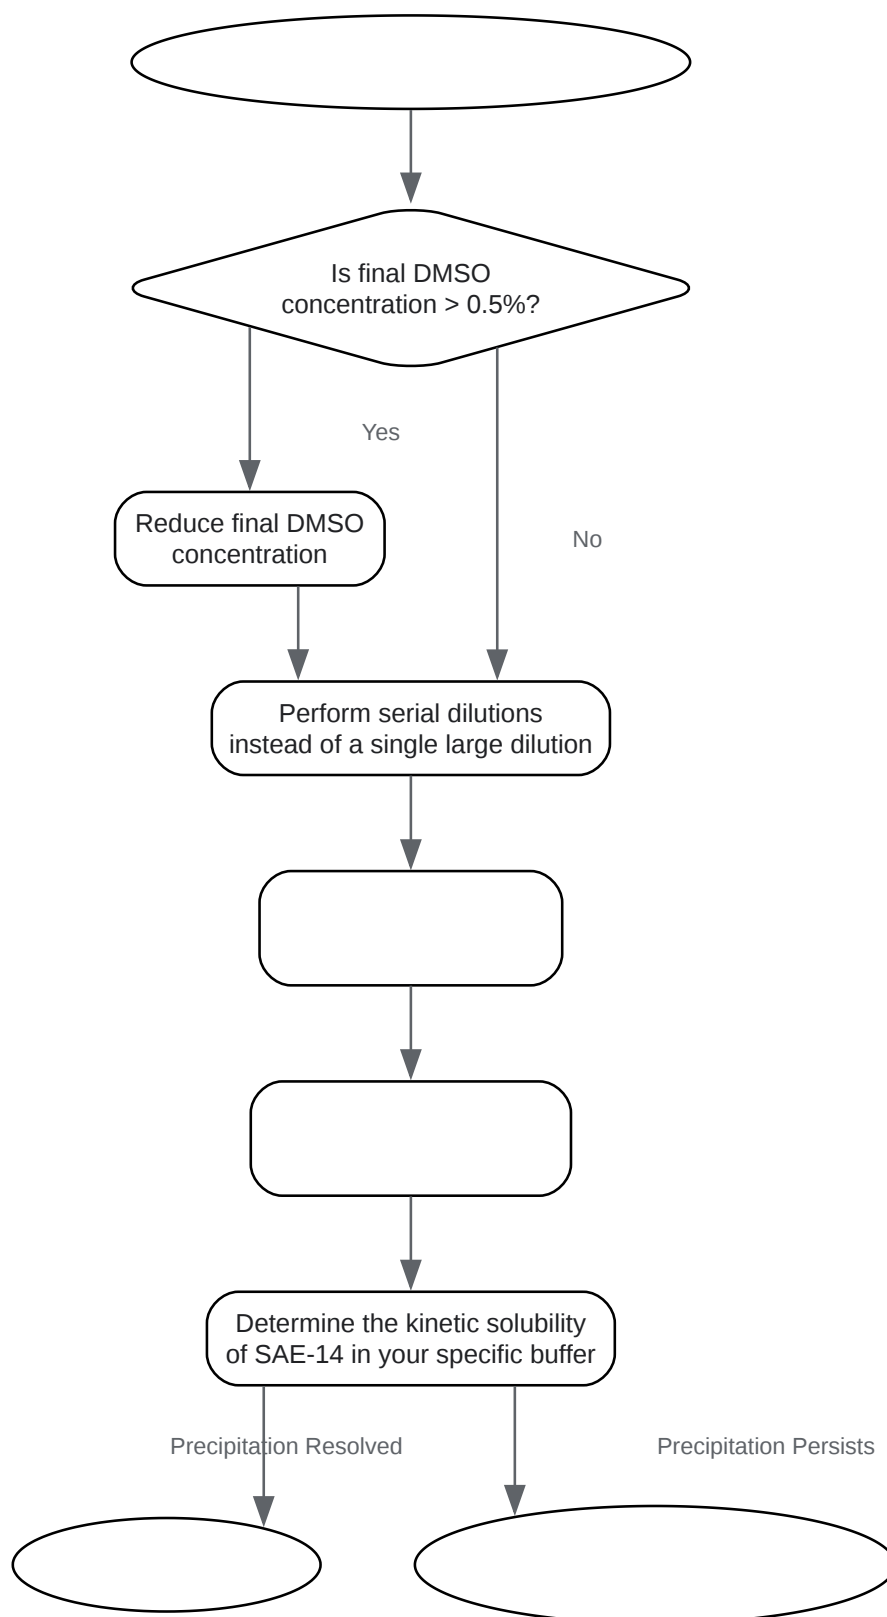 Is final DMSO
concentration > 0.5%?
Yes
Reduce final DMSO
concentration
No
Perform serial dilutions
instead of a single large dilution
Determine the kinetic solubility
of SAE-14 in your specific buffer
Precipitation Resolved
Precipitation Persists